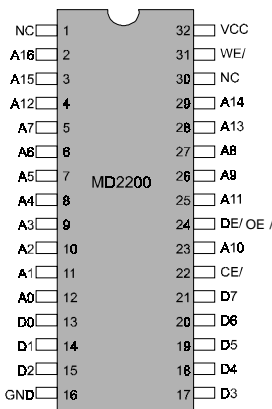 NC 1 32 VCC
A16 2 31 WE/
A15 3 30 NC
A12 4 29 A14
A7 5 28 A13
A6 6 27 A8
A5 7 26 A9
MD2200
A4 8 25 A11
A3 9 24 OE/ OE /
A2 10 23 A10
A1 11 22 CE/
A0 12 21 D7
D0 13 20 D6
D1 14 19 D5
D2 15 18 D4
GND 16 17 D3